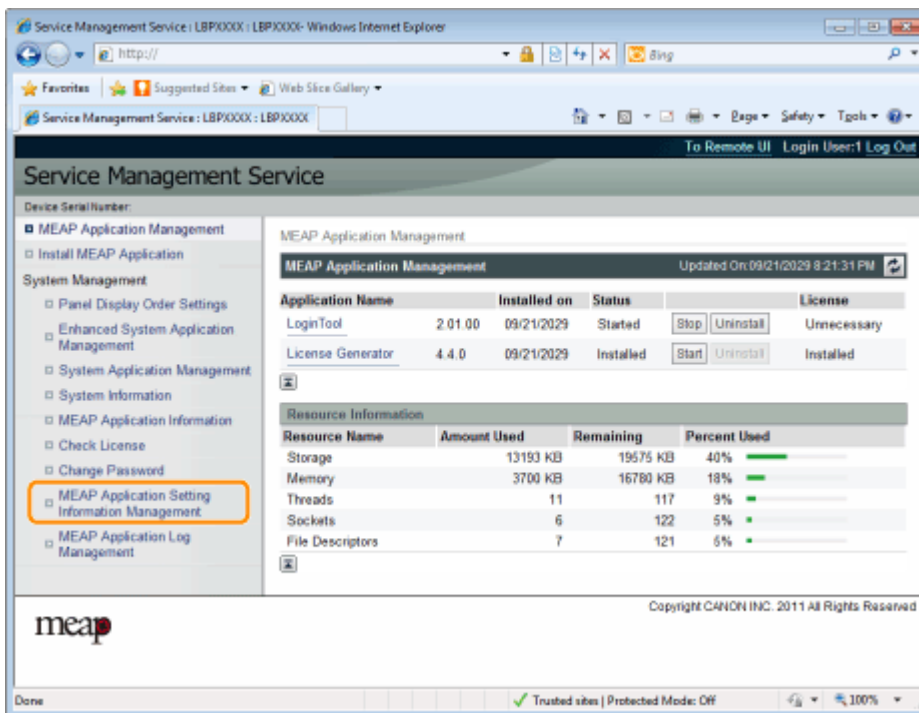 Service Management Service : LBPXXXX : LBPXXXX- Windows Internet Explorer
http://
Bing
Favorites Suggested Sites Web Slice Gallery
Service Management Service : LBPXXXX : LBPXXXX
Page Safety Tools
To Remote UI Login User:1 Log Out
Service Management Service
Device Serial Number:
MEAP Application Management
Install MEAP Application
System Management
Panel Display Order Settings
Enhanced System Application
Management
System Application Management
System Information
MEAP Application Information
Check License
Change Password
MEAP Application Setting
Information Management
MEAP Application Log
Management
MEAP Application Management
MEAP Application Management Updated On:09/21/2029 8:21:31 PM
Application Name Installed on Status License
LoginTool 2.01.00 09/21/2029 Started Stop Uninstall Unnecessary
License Generator 4.4.0 09/21/2029 Installed Start Uninstall Installed
Resource Information
Resource Name Amount Used Remaining Percent Used
Storage 13193 KB 19575 KB 40%
Memory 3700 KB 16780 KB 18%
Threads 11 117 9%
Sockets 6 122 5%
File Descriptors 7 121 6%
Copyright CANON INC. 2011 All Rights Reserved
meap
Done Trusted sites | Protected Mode: Off 100%